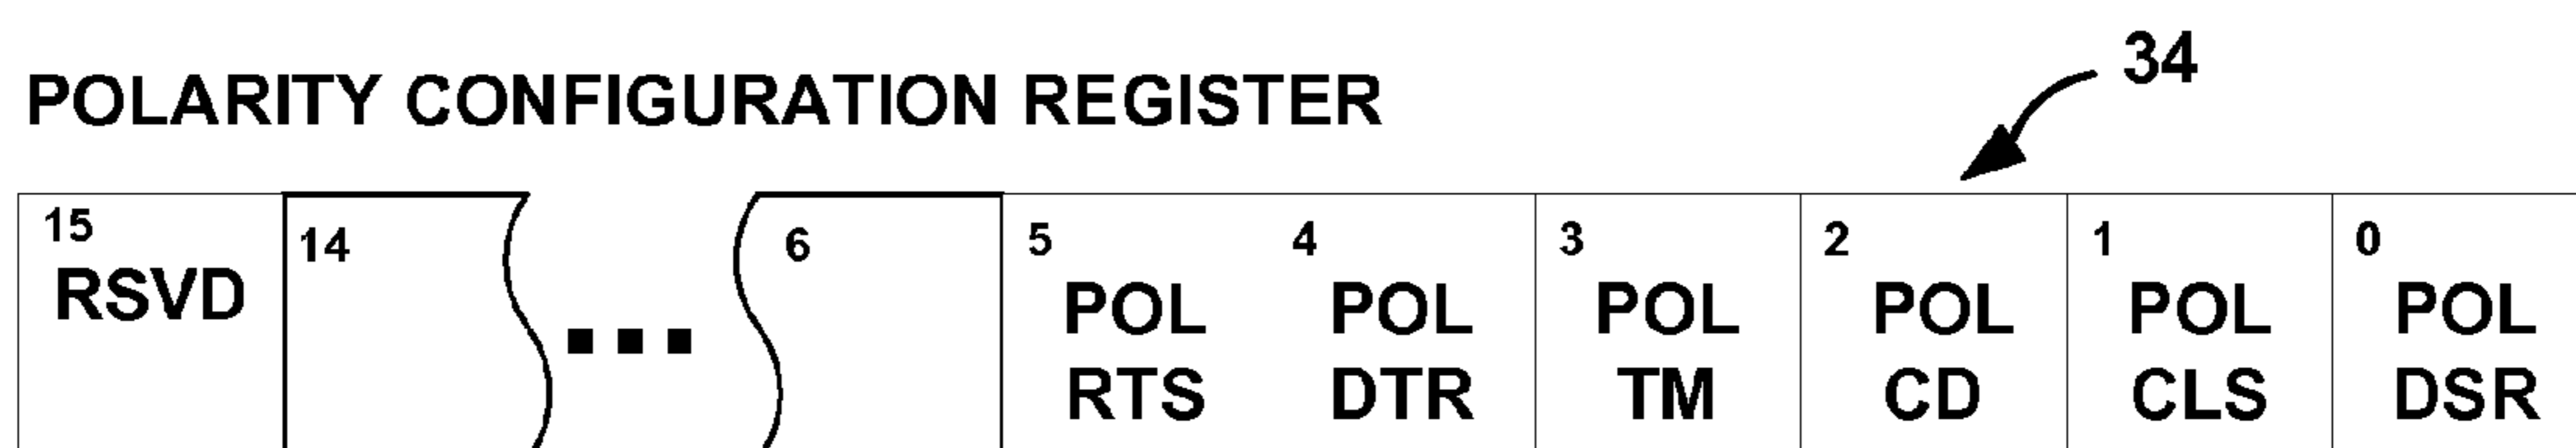 34
POLARITY CONFIGURATION REGISTER
15 14 6 5 4 3 2 1 0
RSVD POL POL POL POL POL POL
RTS DTR TM CD CLS DSR